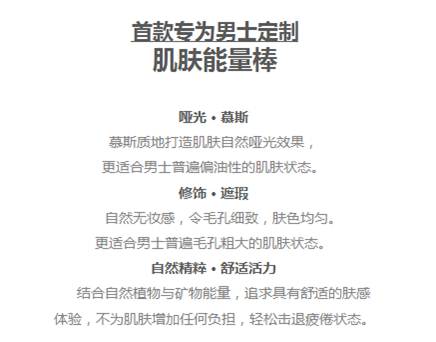 首款专为男士定制
肌肤能量棒
哑光·慕斯
慕斯质地打造肌肤自然哑光效果，
更适合男士普遍偏油性的肌肤状态。
修饰·遮瑕
自然无妆感，令毛孔细致，肤色均匀。
更适合男士普遍毛孔粗大的肌肤状态。
自然精粹·舒适活力
结合自然植物与矿物能量，追求具有舒适的肤感
体验，不为肌肤增加任何负担，轻松击退疲倦状态。